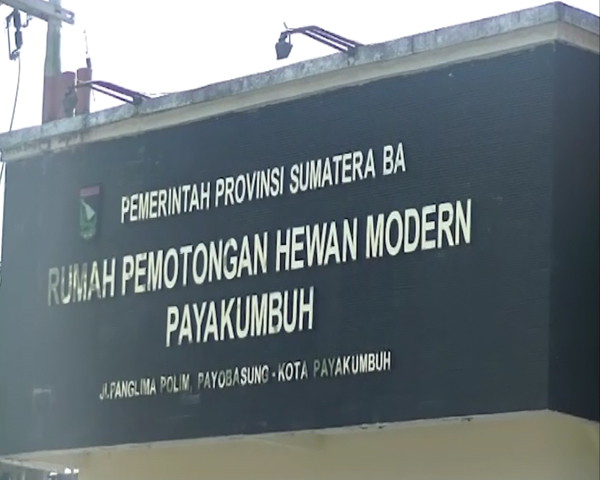 PEMERINTAH PROVINSI SUMATERA BA
RUMAH PEMOTONGAN HEWAN MODERN
PAYAKUMBUH
Jl.PANGLIMA POLIM, PAYOBASUNG - KOTA PAYAKUMBUH